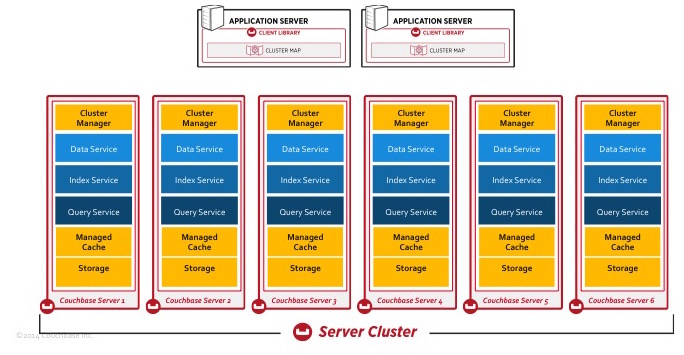 APPLICATION SERVER
CLIENT LIBRARY
CLUSTER MAP
APPLICATION SERVER
CLIENT LIBRARY
CLUSTER MAP
Cluster
Manager
Data Service
Index Service
Query Service
Managed
Cache
Storage
Couchbase Server 1
Cluster
Manager
Data Service
Index Service
Query Service
Managed
Cache
Storage
Couchbase Server 2
Cluster
Manager
Data Service
Index Service
Query Service
Managed
Cache
Storage
Couchbase Server 3
Cluster
Manager
Data Service
Index Service
Query Service
Managed
Cache
Storage
Couchbase Server 4
Cluster
Manager
Data Service
Index Service
Query Service
Managed
Cache
Storage
Couchbase Server 5
Cluster
Manager
Data Service
Index Service
Query Service
Managed
Cache
Storage
Couchbase Server 6
Server Cluster
©2014 Couchbase Inc.